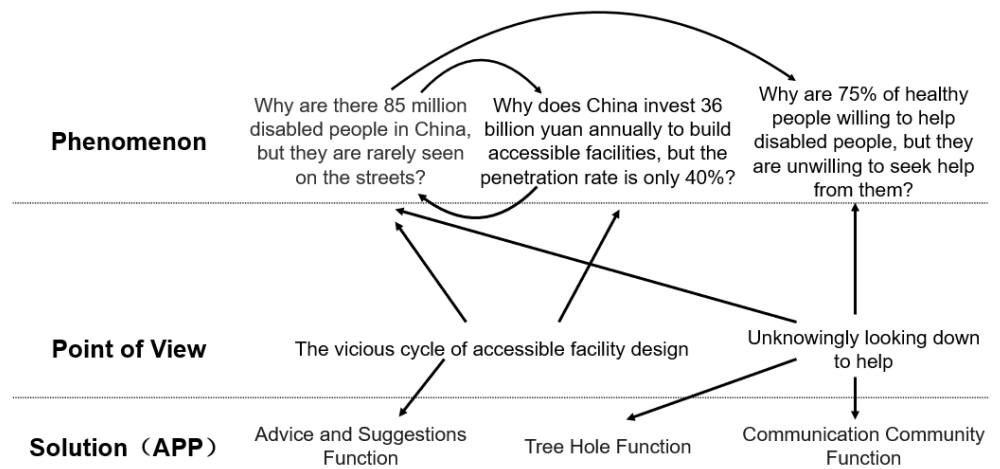 Phenomenon
Why are there 85 million
disabled people in China,
but they are rarely seen
on the streets?
Why does China invest 36
billion yuan annually to build
accessible facilities, but the
penetration rate is only 40%?
Why are 75% of healthy
people willing to help
disabled people, but they
are unwilling to seek help
from them?
Point of View
The vicious cycle of accessible facility design
Unknowingly looking down
to help
Solution（APP）
Advice and Suggestions
Function
Tree Hole Function
Communication Community
Function